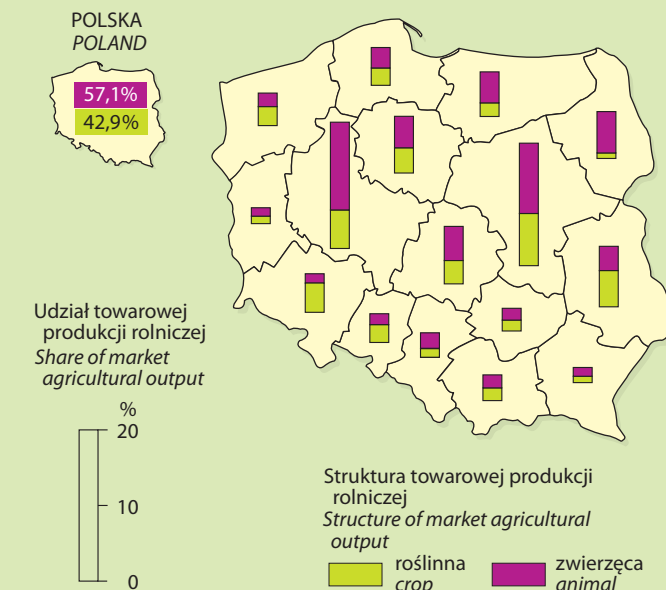 POLSKA
POLAND
57,1%
42,9%
Udział towarowej
produkcji rolniczej
Share of market
agricultural output
%
20
10
0
Struktura towarowej produkcji
rolniczej
Structure of market agricultural
output
roślinna
crop
zwierzęca
animal